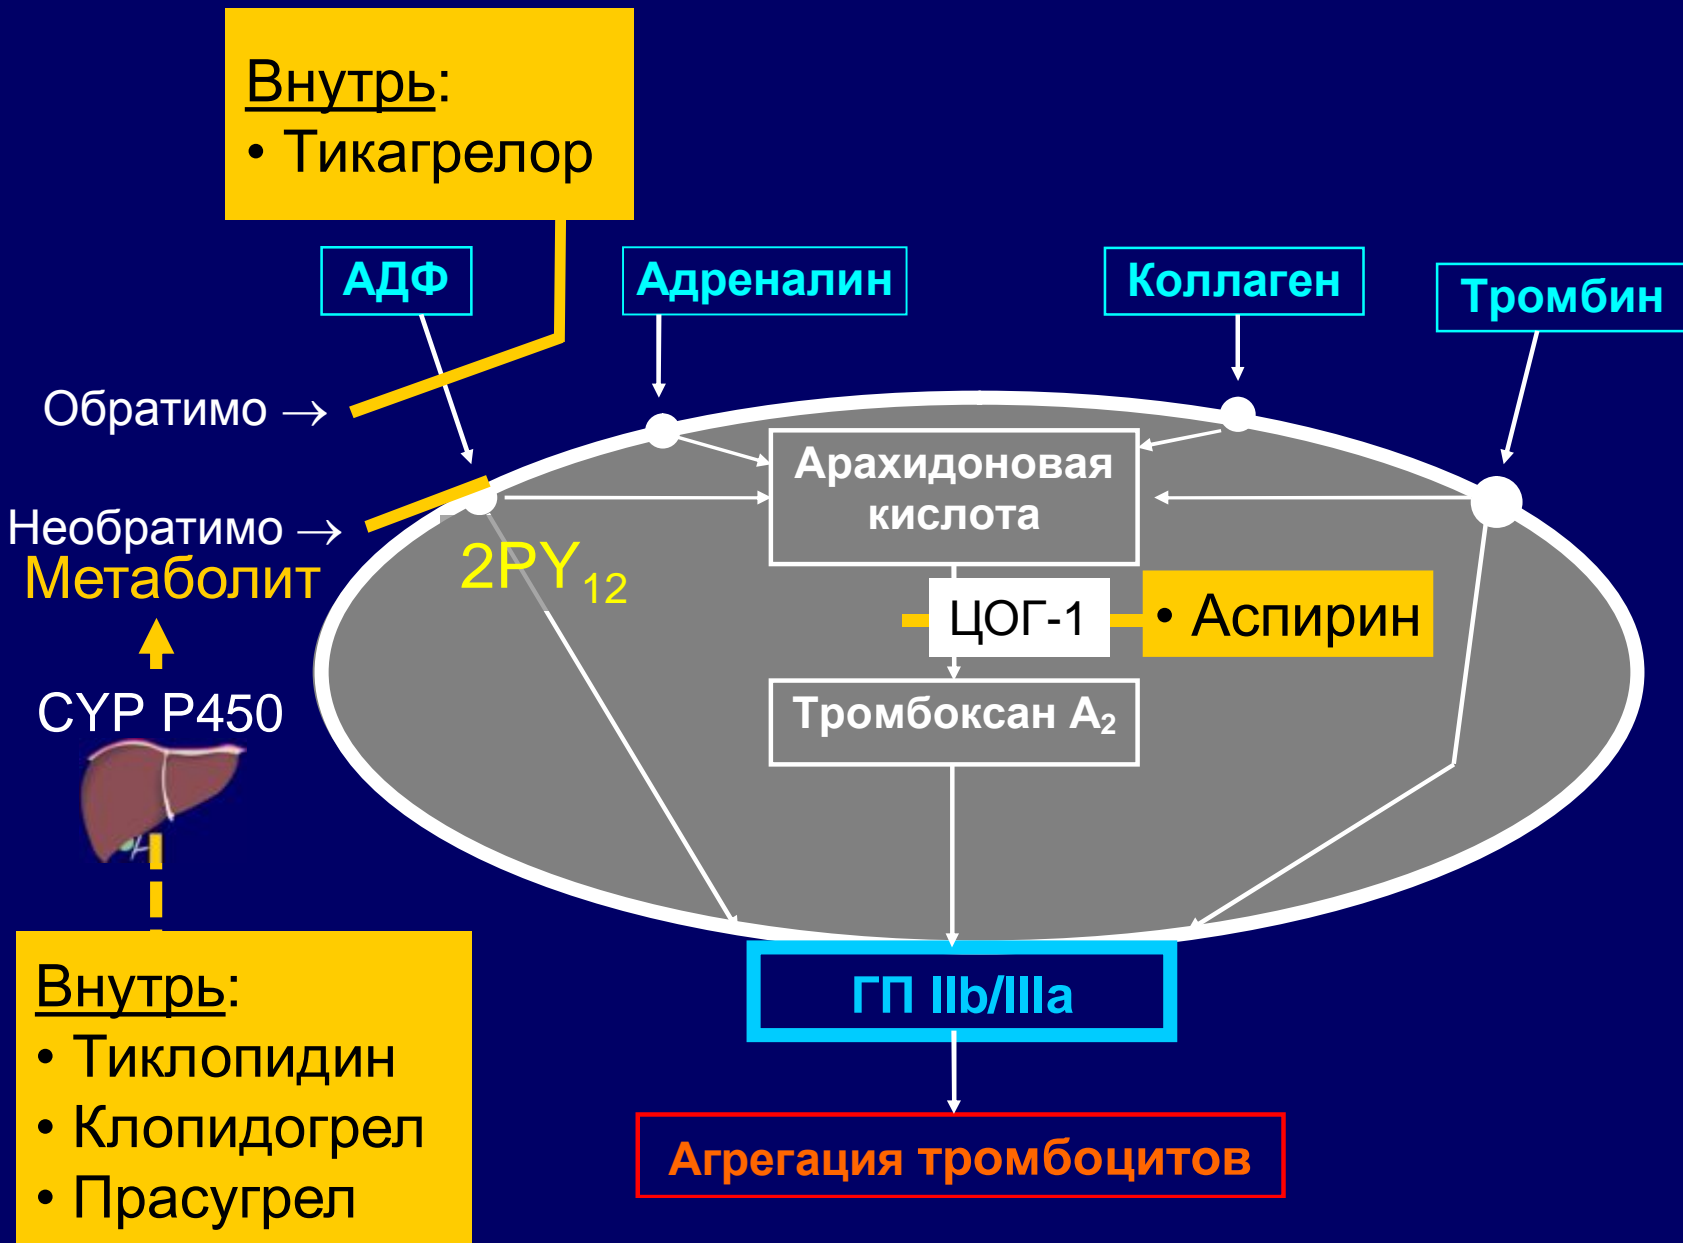 Внутрь:
• Тикагрелор
АДФ
Адреналин
Коллаген
Тромбин
Обратимо →
Арахидоновая
кислота
Необратимо →
Метаболит
2PY₁₂
ЦОГ-1
• Аспирин
CYP P450
Тромбоксан А₂
ГП IIb/IIIa
Внутрь:
• Тиклопидин
• Клопидогрел
• Прасугрел
Агрегация тромбоцитов